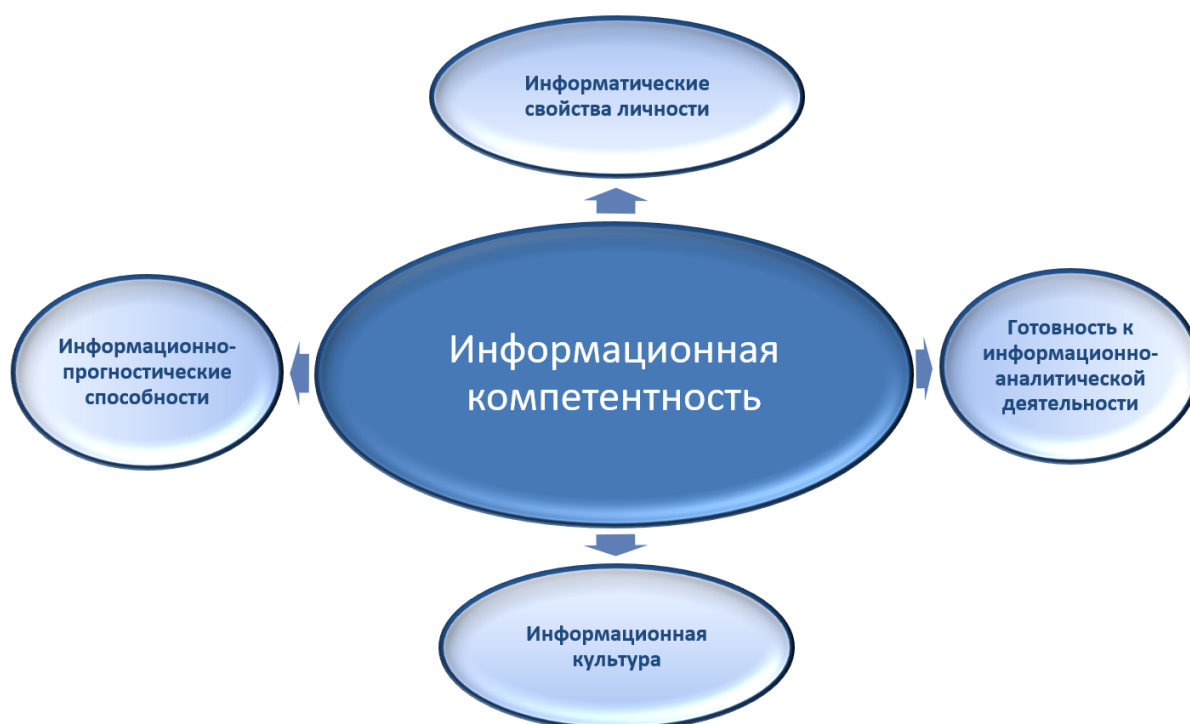 Информатические
свойства личности
Информационно-
прогностические
способности
Информационная
компетентность
Готовность к
информационно-
аналитической
деятельности
Информационная
культура